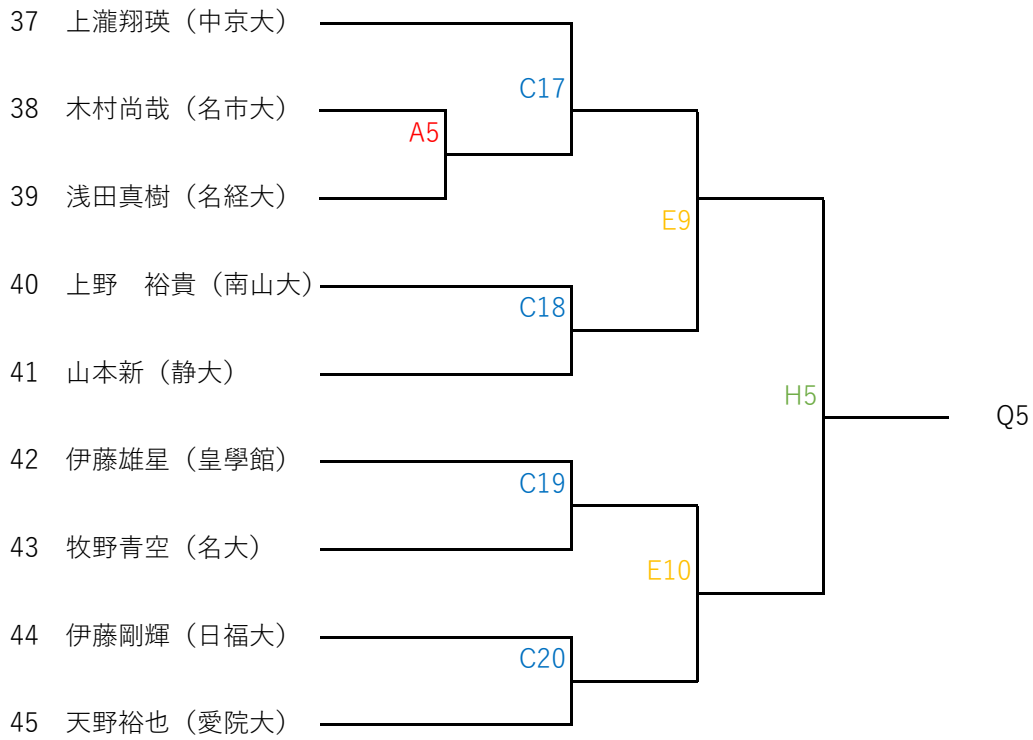 37 上瀧翔瑛（中京大）
C17
38 木村尚哉（名市大）
A5
39 浅田真樹（名経大）
E9
40 上野　裕貴（南山大）
C18
41 山本新（静大）
H5
Q5
42 伊藤雄星（皇學館）
C19
43 牧野青空（名大）
E10
44 伊藤剛輝（日福大）
C20
45 天野裕也（愛院大）